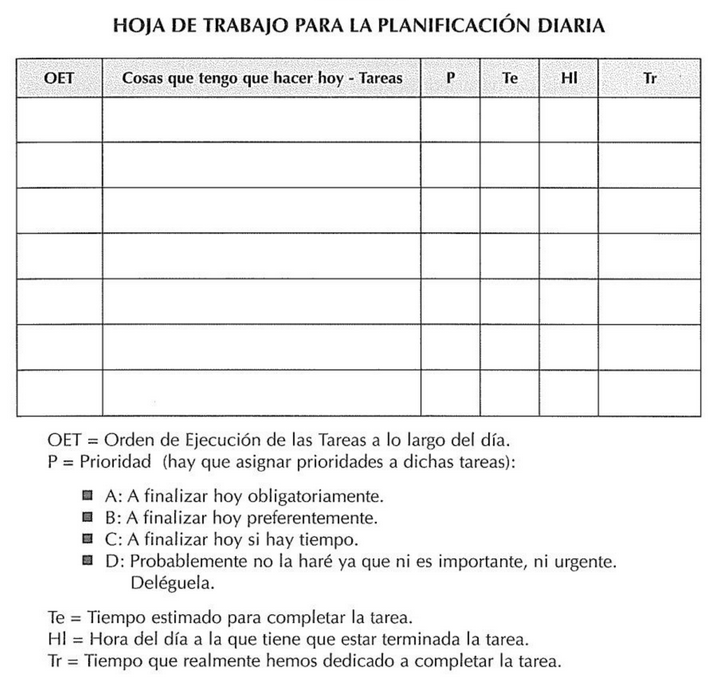 HOJA DE TRABAJO PARA LA PLANIFICACIÓN DIARIA
OET Cosas que tengo que hacer hoy - Tareas P Te Hl Tr
OET = Orden de Ejecución de las Tareas a lo largo del día.
P = Prioridad (hay que asignar prioridades a dichas tareas):
A: A finalizar hoy obligatoriamente.
B: A finalizar hoy preferentemente.
C: A finalizar hoy si hay tiempo.
D: Probablemente no la haré ya que ni es importante, ni urgente.
Deléguela.
Te = Tiempo estimado para completar la tarea.
Hl = Hora del día a la que tiene que estar terminada la tarea.
Tr = Tiempo que realmente hemos dedicado a completar la tarea.